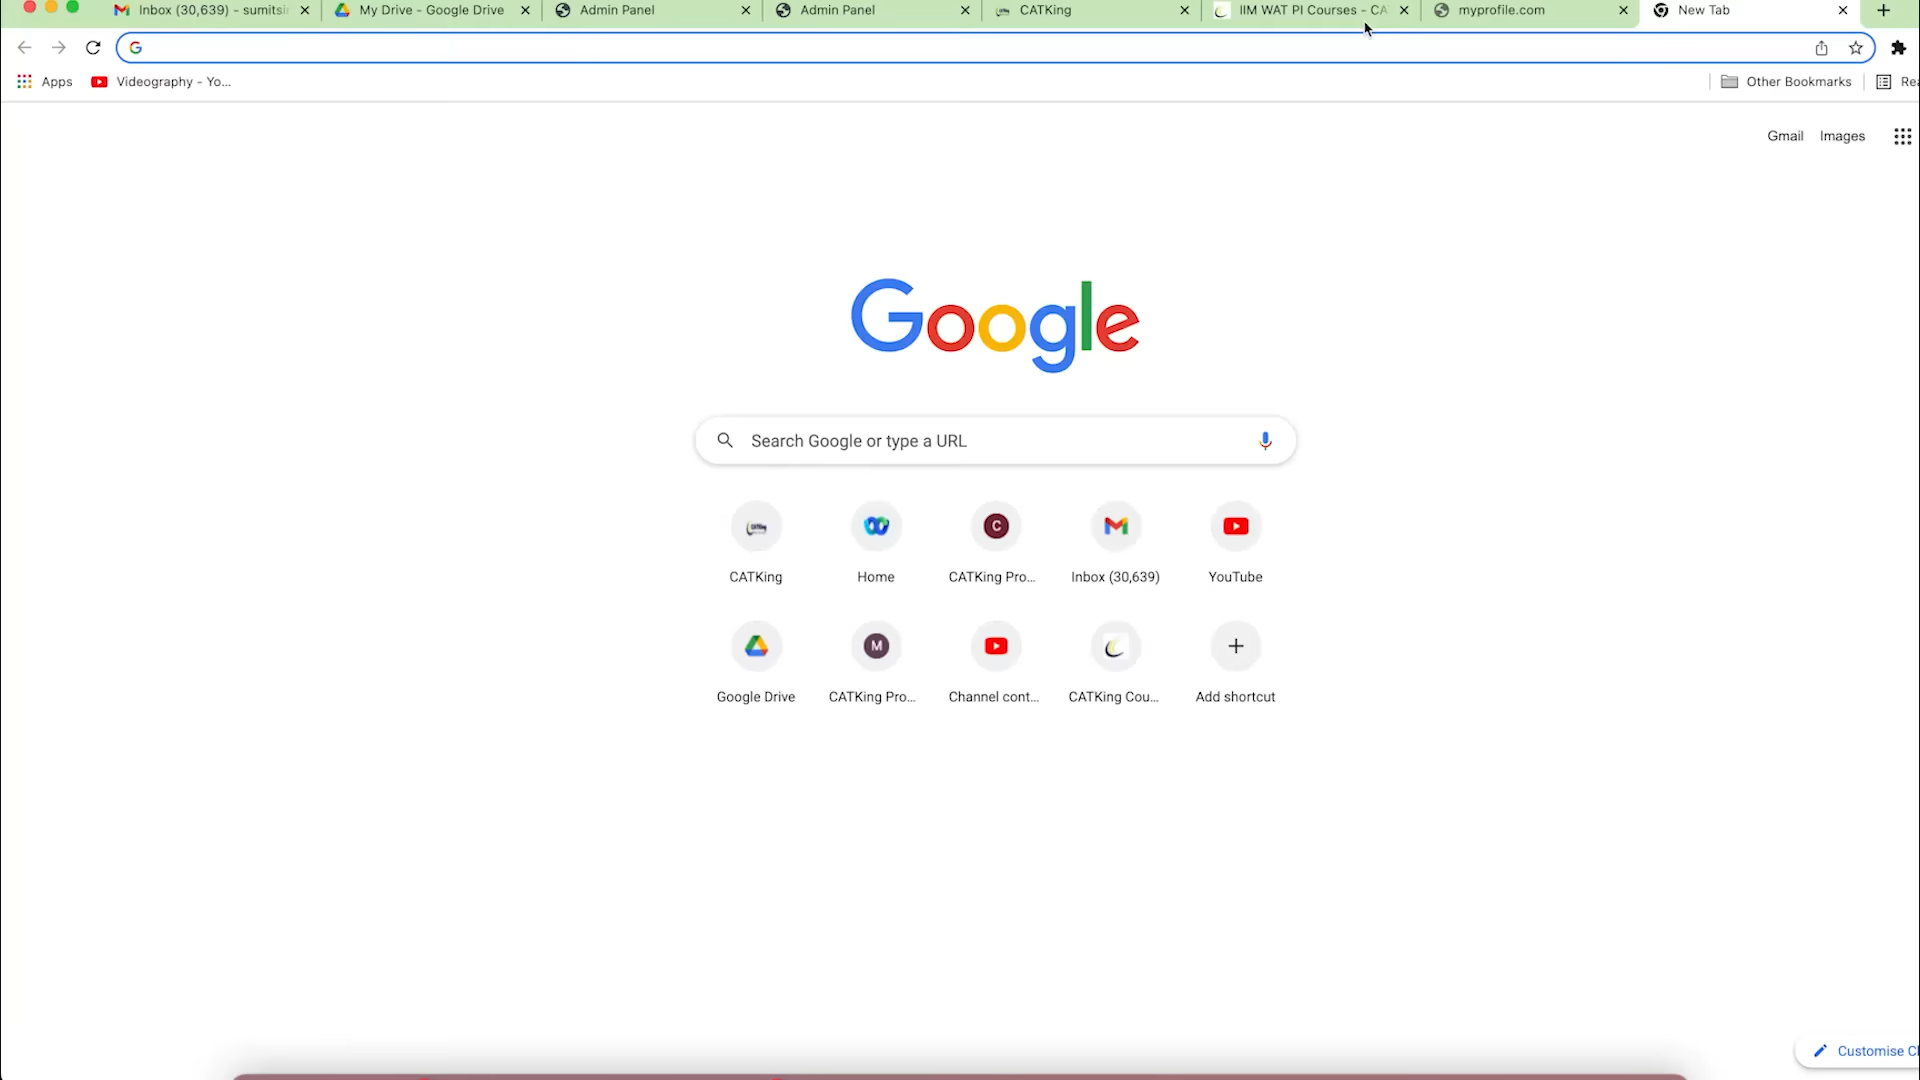 Inbox (30,639) - sumitsi
My Drive - Google Drive
Admin Panel
Admin Panel
CATKing
IIM WAT PI Courses - CA
myprofile.com
New Tab
Apps
Videography - Yo...
Other Bookmarks
Rea
Gmail
Images
Google
Search Google or type a URL
CATKing
Home
CATKing Pro...
Inbox (30,639)
YouTube
Google Drive
CATKing Pro...
Channel cont...
CATKing Cou...
Add shortcut
Customise Ch